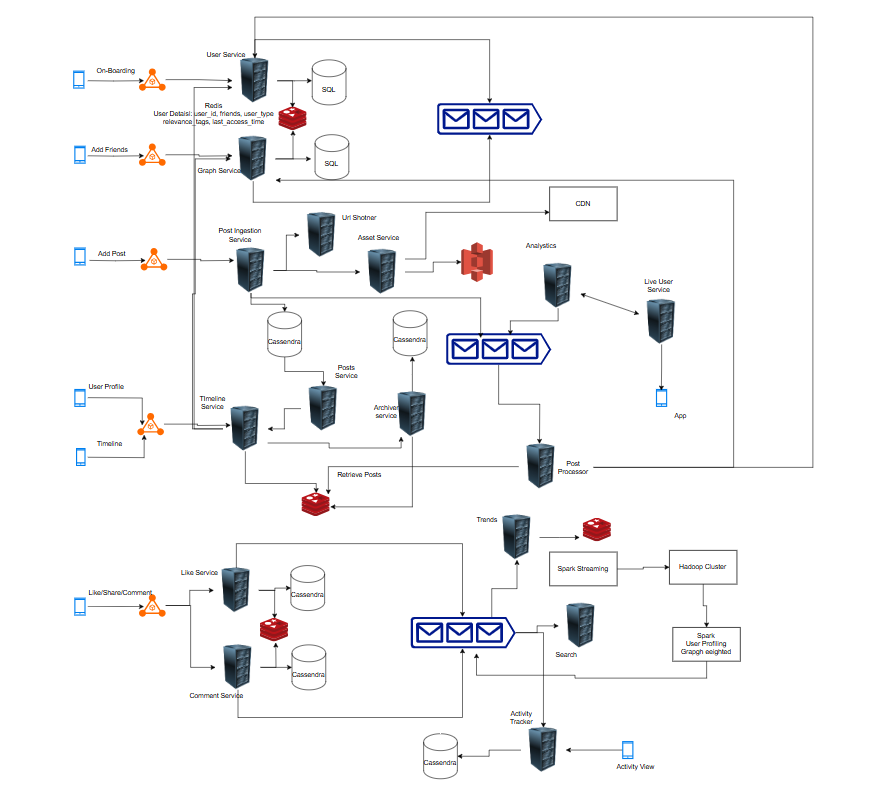 User Service
On-Boarding
SQL
Redis
User Detaisl: user_id, friends, user_type
relevance_tags, last_access_time
Add Friends
SQL
Graph Service
CDN
Url Shotner
Post Ingestion
Service
Asset Service
Analystics
Add Post
Live User
Service
Cassendra
Cassendra
Posts
Service
User Profile
TImeline
Service
Archiver
service
App
Timeline
Post
Processor
Retrieve Posts
Trends
Spark Streaming
Hadoop Cluster
Like Service
Like/Share/Comment
Cassendra
Spark
User Profiling
Grapgh eeighted
Search
Cassendra
Comment Service
Activity
Tracker
Cassendra
Activity View